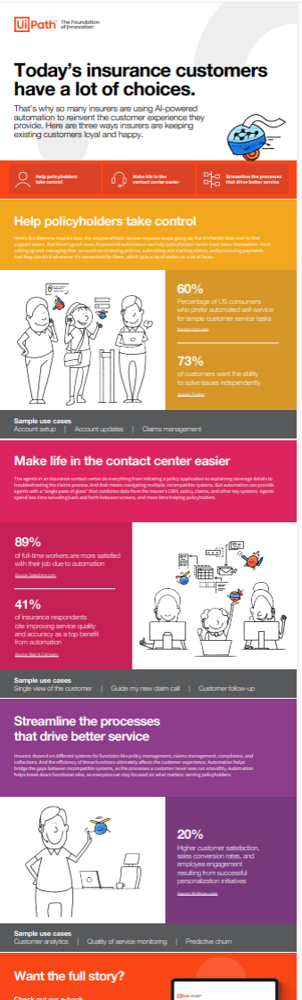 UiPath™ The Foundation
of Innovation™
Today's insurance customers
have a lot of choices.
That's why so many insurers are using AI-powered
automation to reinvent the customer experience they
provide. Here are three ways insurers are keeping
existing customers loyal and happy.
Help policyholders
take control
Make life in the
contact center easier
Streamline the processes
that drive better service
Help policyholders take control
Here's the dilemma insurers face: the volume of basic service requests keeps going up, but it's harder than ever to find
support talent. But there's good news. AI-powered automation can help policyholders tackle basic tasks themselves—from
setting up and managing their accounts to renewing policies, submitting and tracking claims, and processing payments.
And they can do it whenever it's convenient for them, which puts a lot of smiles on a lot of faces.
60%
Percentage of US consumers
who prefer automated self-service
for simple customer service tasks
73%
of customers want the ability
to solve issues independently
Source: Forbes
Sample use cases
Account setup | Account updates | Claims management
Make life in the contact center easier
The agents in an insurance contact center do everything from initiating a policy application to explaining coverage details to
troubleshooting the claims process. And that means navigating multiple, incompatible systems. But automation can provide
agents with a "single pane of glass" that combines data from the insurer's CRM, policy, claims, and other key systems. Agents
spend less time swiveling back and forth between screens, and more time helping policyholders.
89%
of full-time workers are more satisfied
with their job due to automation
Source: Salesforce.com
41%
of insurance respondents
cite improving service quality
and accuracy as a top benefit
from automation
Source: Bain & Company
Sample use cases
Single view of the customer | Guide my new claim call | Customer follow-up
Streamline the processes
that drive better service
Insurers depend on different systems for functions like policy management, claims management, compliance, and
collections. And the efficiency of those functions ultimately affects the customer experience. Automation helps
bridge the gaps between incompatible systems, so the processes a customer never sees run smoothly. Automation
helps break down functional silos, so everyone can stay focused on what matters: serving policyholders.
20%
Higher customer satisfaction,
sales conversion rates, and
employee engagement
resulting from successful
personalization initiatives
Source: McKinsey.com
Sample use cases
Customer analytics | Quality of service monitoring | Predictive churn
Want the full story?
Check out our e-book
UiPath